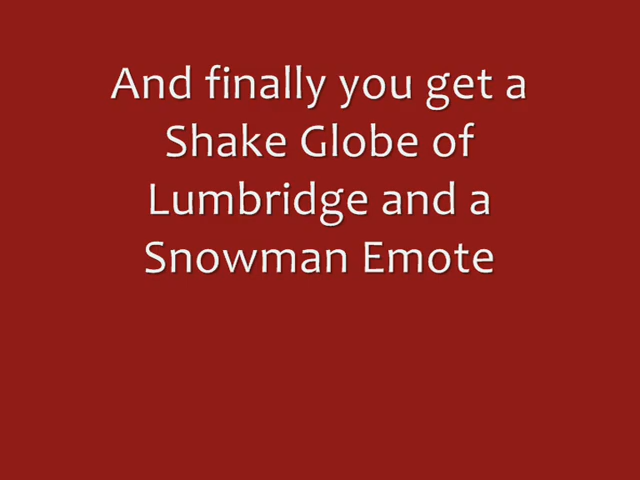 And finally you get a
Shake Globe of
Lumbridge and a
Snowman Emote